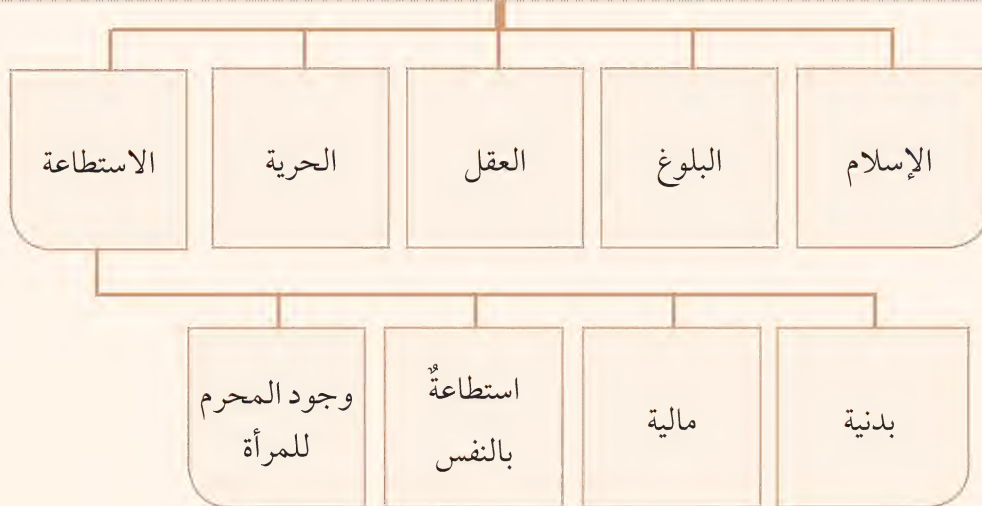 الإسلام
البلوغ
العقل
الحرية
الاستطاعة
بدنية
مالية
استطاعةٌ
بالنفس
وجود المحرم
للمرأة